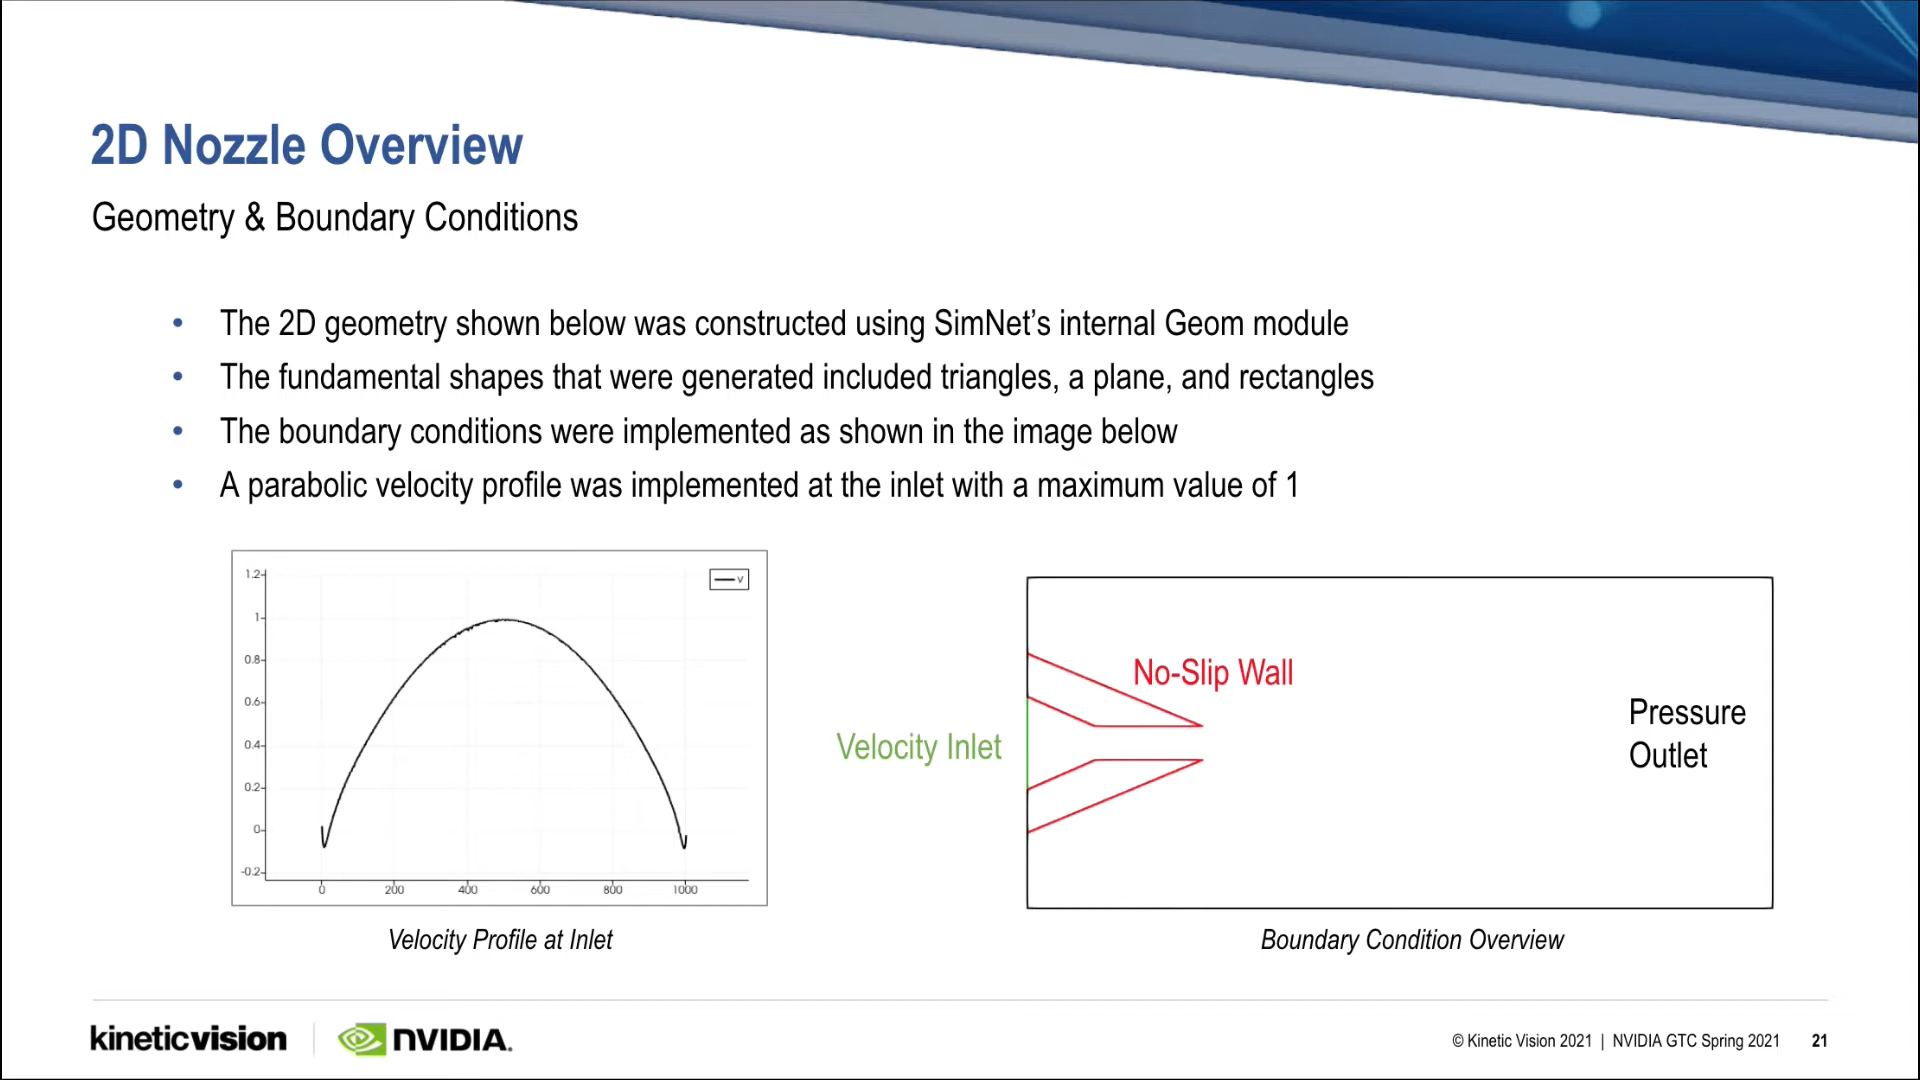 2D Nozzle Overview
Geometry & Boundary Conditions
• The 2D geometry shown below was constructed using SimNet’s internal Geom module
• The fundamental shapes that were generated included triangles, a plane, and rectangles
• The boundary conditions were implemented as shown in the image below
• A parabolic velocity profile was implemented at the inlet with a maximum value of 1
1.2
1
0.8
0.6
0.4
0.2
0
-0.2
0 200 400 600 800 1000
V
Velocity Profile at Inlet
No-Slip Wall
Velocity Inlet
Pressure
Outlet
Boundary Condition Overview
kineticvision
NVIDIA.
© Kinetic Vision 2021 | NVIDIA GTC Spring 2021 21